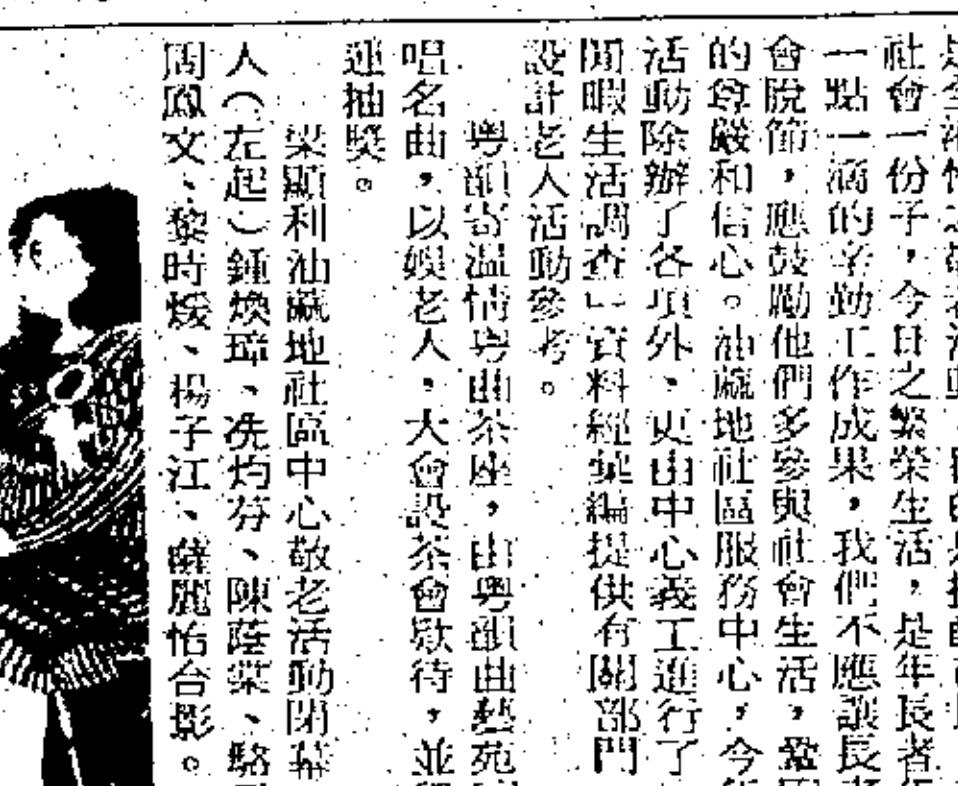 社會一份子，今日之繁榮生活，是年長者
一點一滴的辛勤工作成果，我們不應讓長者
會脫節，應鼓勵他們多參與社會生活，
的尊嚴和信心。油蔴地社區服務中心，今
活動除辦了各項外，更由中心義工進行了
閒暇生活調查，資料經彙編提供有關部門
設計老人活動參考。
粵韻寄溫情粵曲茶座，由粵韻曲藝苑
唱名曲，以娛老人，大會設茶會欵待，並
運抽獎。
梁顯利油蔴地社區中心敬老活動閉幕
人（左起）鍾煥璋、冼灼芬、陳蔭棠、駱
周鳳文、黎時煖、楊子江、薩麗怡合影。